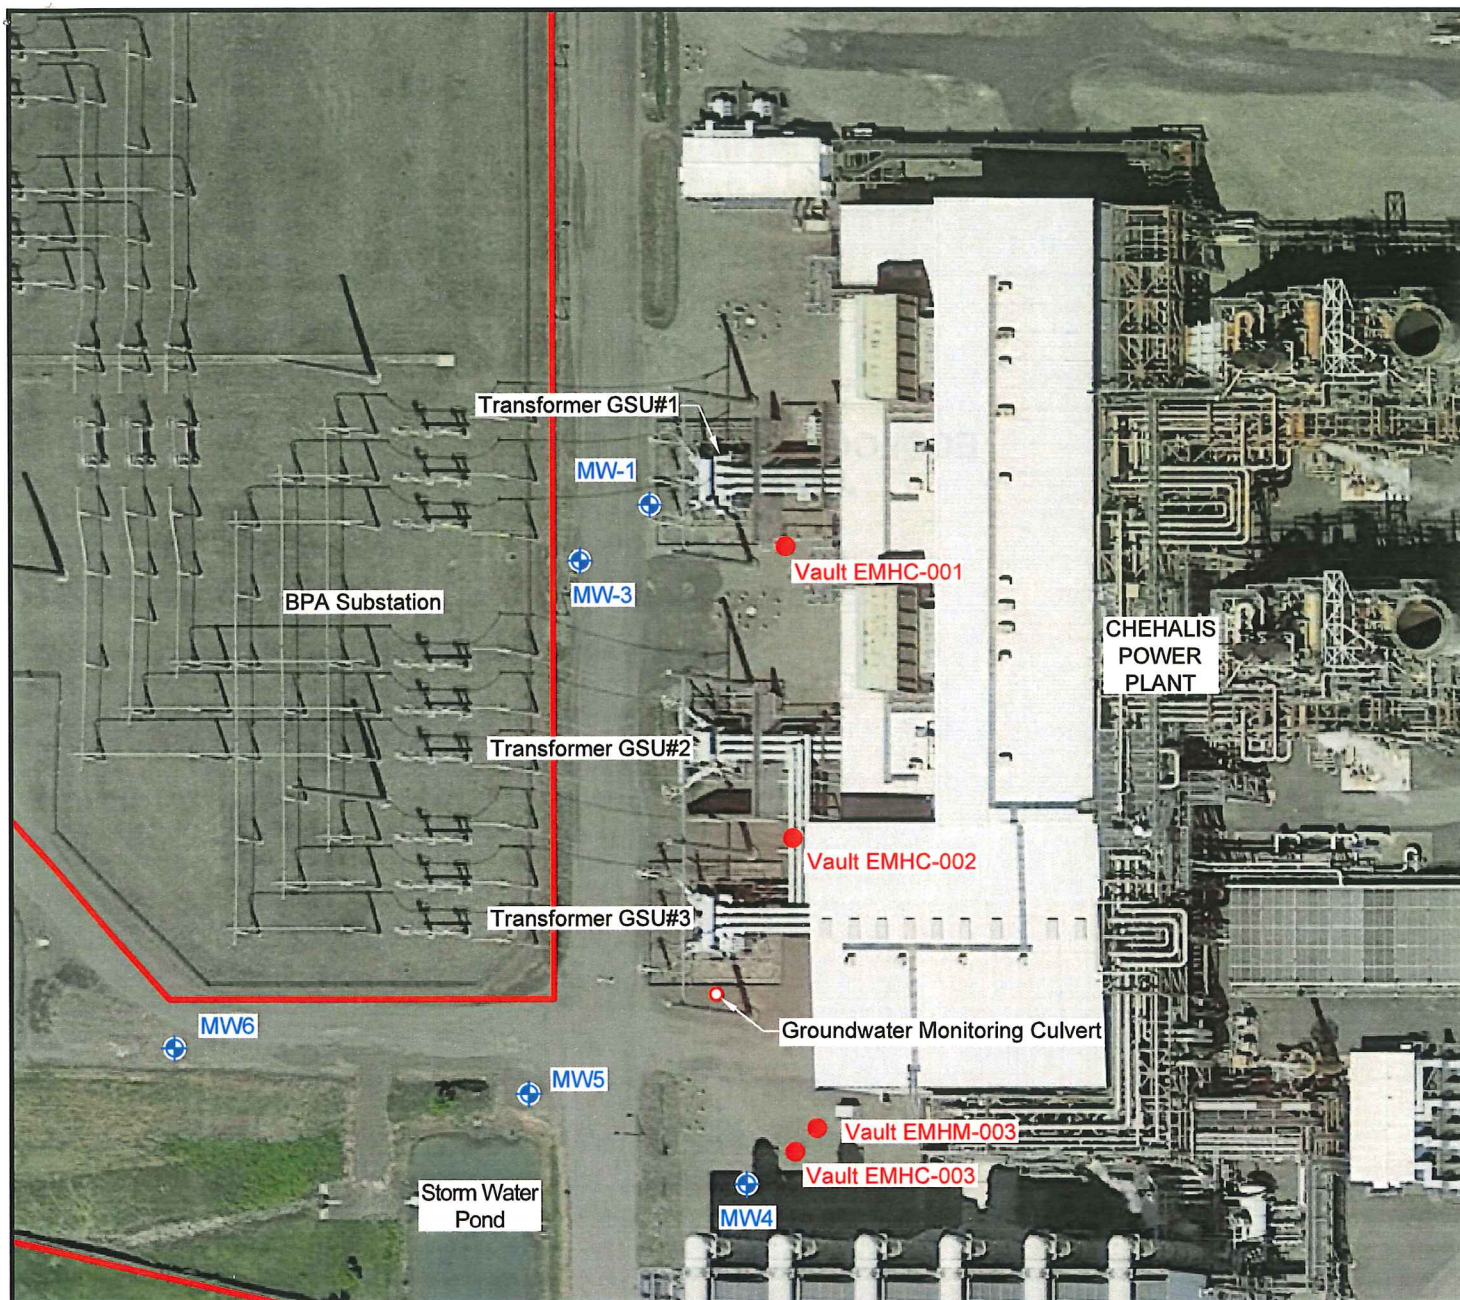 Transformer GSU#1
MW-1
Vault EMHC-001
MW-3
BPA Substation
CHEHALIS
POWER
PLANT
Transformer GSU#2
Vault EMHC-002
Transformer GSU#3
Groundwater Monitoring Culvert
MW6
MW5
Vault EMHM-003
Vault EMHC-003
Storm Water
Pond
MW4